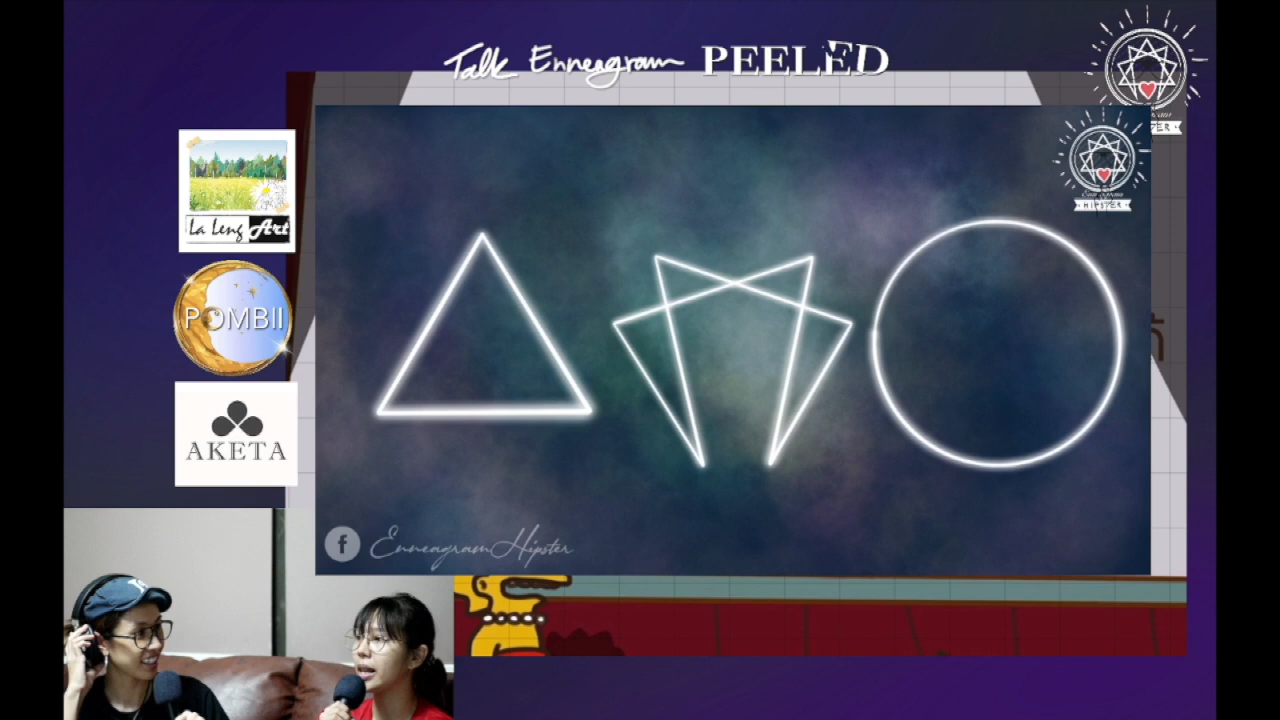 Talk Enneagram PEELED
HIPSTER
La Leng Art
POMBII
AKETA
f EnneagramHipster